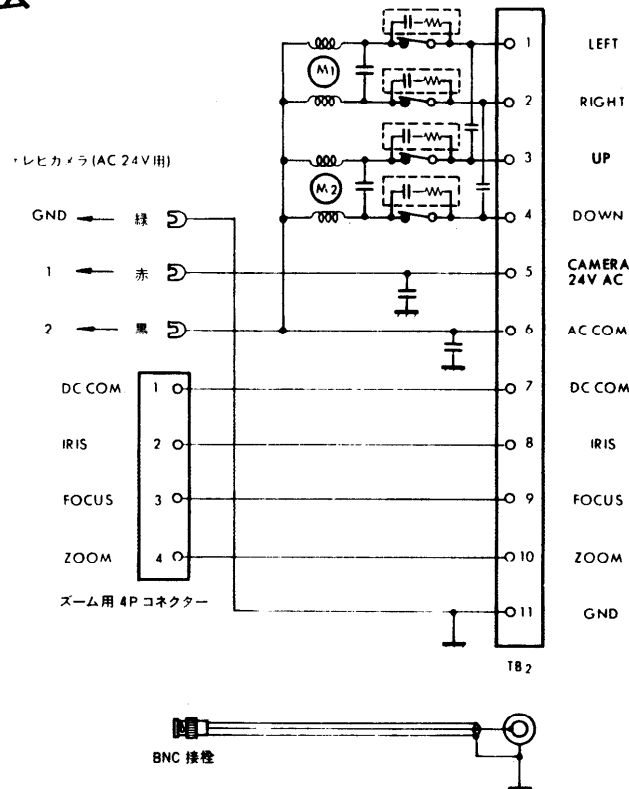 1 LEFT
M1
2 RIGHT
レビカメラ(AC 24V用)
3 UP
M2
GND 緑
4 DOWN
1 赤
5 CAMERA
24V AC
2 黒
6 AC COM
DC COM 1
7 DC COM
IRIS 2
8 IRIS
FOCUS 3
9 FOCUS
ZOOM 4
10 ZOOM
ズーム用 4P コネクター
11 GND
TB2
BNC 接栓